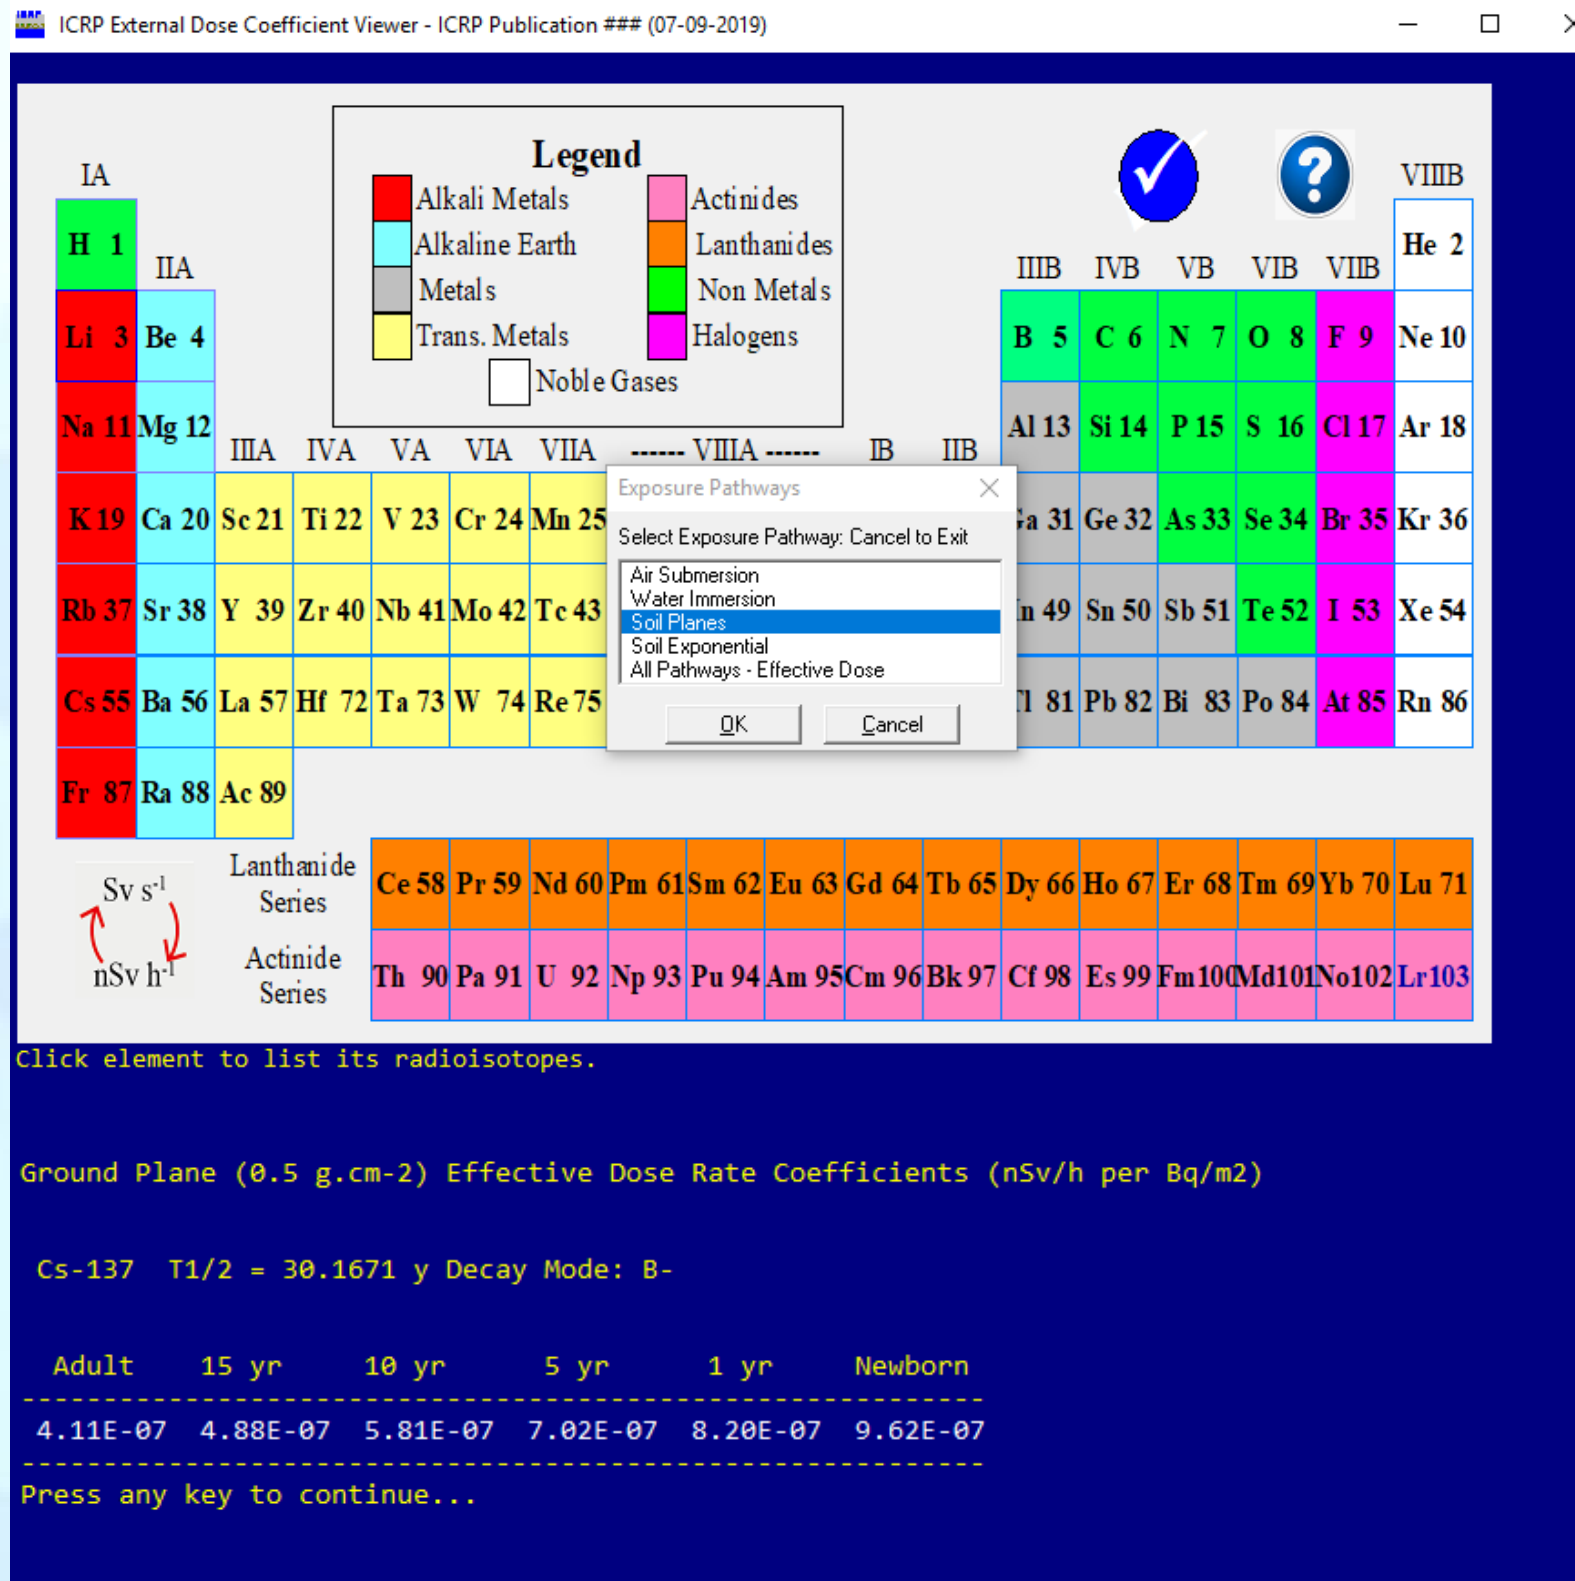 ICRP External Dose Coefficient Viewer - ICRP Publication ### (07-09-2019)
Legend
Alkali Metals Actinides
Alkaline Earth Lanthanides
Metals Non Metals
Trans. Metals Halogens
Noble Gases
IA VIIIB
H 1 IIA IIIB IVB VB VIB VIIB He 2
Li 3 Be 4 B 5 C 6 N 7 O 8 F 9 Ne 10
Na 11 Mg 12 IIIA IVA VA VIA VIIA ------ VIIIA ------ IB IIB Al 13 Si 14 P 15 S 16 Cl 17 Ar 18
K 19 Ca 20 Sc 21 Ti 22 V 23 Cr 24 Mn 25 31 Ge 32 As 33 Se 34 Br 35 Kr 36
Rb 37 Sr 38 Y 39 Zr 40 Nb 41 Mo 42 Tc 43 49 Sn 50 Sb 51 Te 52 I 53 Xe 54
Cs 55 Ba 56 La 57 Hf 72 Ta 73 W 74 Re 75 81 Pb 82 Bi 83 Po 84 At 85 Rn 86
Fr 87 Ra 88 Ac 89
Exposure Pathways
Select Exposure Pathway: Cancel to Exit
Air Submersion
Water Immersion
Soil Planes
Soil Exponential
All Pathways - Effective Dose
OK Cancel
Sv s-1
nSv h-1
Lanthanide
Series
Ce 58 Pr 59 Nd 60 Pm 61 Sm 62 Eu 63 Gd 64 Tb 65 Dy 66 Ho 67 Er 68 Tm 69 Yb 70 Lu 71
Actinide
Series
Th 90 Pa 91 U 92 Np 93 Pu 94 Am 95 Cm 96 Bk 97 Cf 98 Es 99 Fm100 Md101 No102 Lr103
Click element to list its radioisotopes.
Ground Plane (0.5 g.cm-2) Effective Dose Rate Coefficients (nSv/h per Bq/m2)
Cs-137 T1/2 = 30.1671 y Decay Mode: B-
Adult 15 yr 10 yr 5 yr 1 yr Newborn
4.11E-07 4.88E-07 5.81E-07 7.02E-07 8.20E-07 9.62E-07
Press any key to continue...